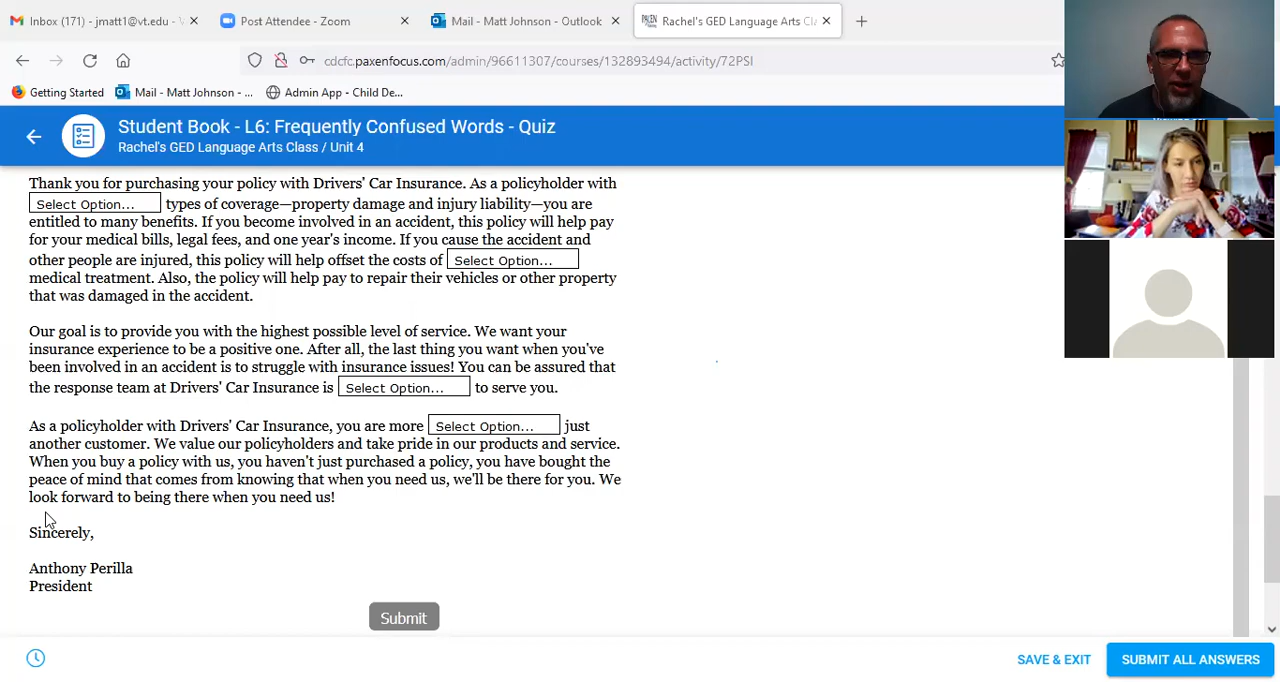 Inbox (171) - jmatt1@vt.edu -
Post Attendee - Zoom
Mail - Matt Johnson - Outlook
Rachel's GED Language Arts Cl
cdcfc.paxenfocus.com/admin/96611307/courses/132893494/activity/72PSI
Getting Started
Mail - Matt Johnson - ...
Admin App - Child De...
Student Book - L6: Frequently Confused Words - Quiz
Rachel's GED Language Arts Class / Unit 4
Thank you for purchasing your policy with Drivers' Car Insurance. As a policyholder with
Select Option... types of coverage—property damage and injury liability—you are
entitled to many benefits. If you become involved in an accident, this policy will help pay
for your medical bills, legal fees, and one year's income. If you cause the accident and
other people are injured, this policy will help offset the costs of Select Option...
medical treatment. Also, the policy will help pay to repair their vehicles or other property
that was damaged in the accident.
Our goal is to provide you with the highest possible level of service. We want your
insurance experience to be a positive one. After all, the last thing you want when you've
been involved in an accident is to struggle with insurance issues! You can be assured that
the response team at Drivers' Car Insurance is Select Option... to serve you.
As a policyholder with Drivers' Car Insurance, you are more Select Option... just
another customer. We value our policyholders and take pride in our products and service.
When you buy a policy with us, you haven't just purchased a policy, you have bought the
peace of mind that comes from knowing that when you need us, we'll be there for you. We
look forward to being there when you need us!
Sincerely,
Anthony Perilla
President
Submit
SAVE & EXIT
SUBMIT ALL ANSWERS